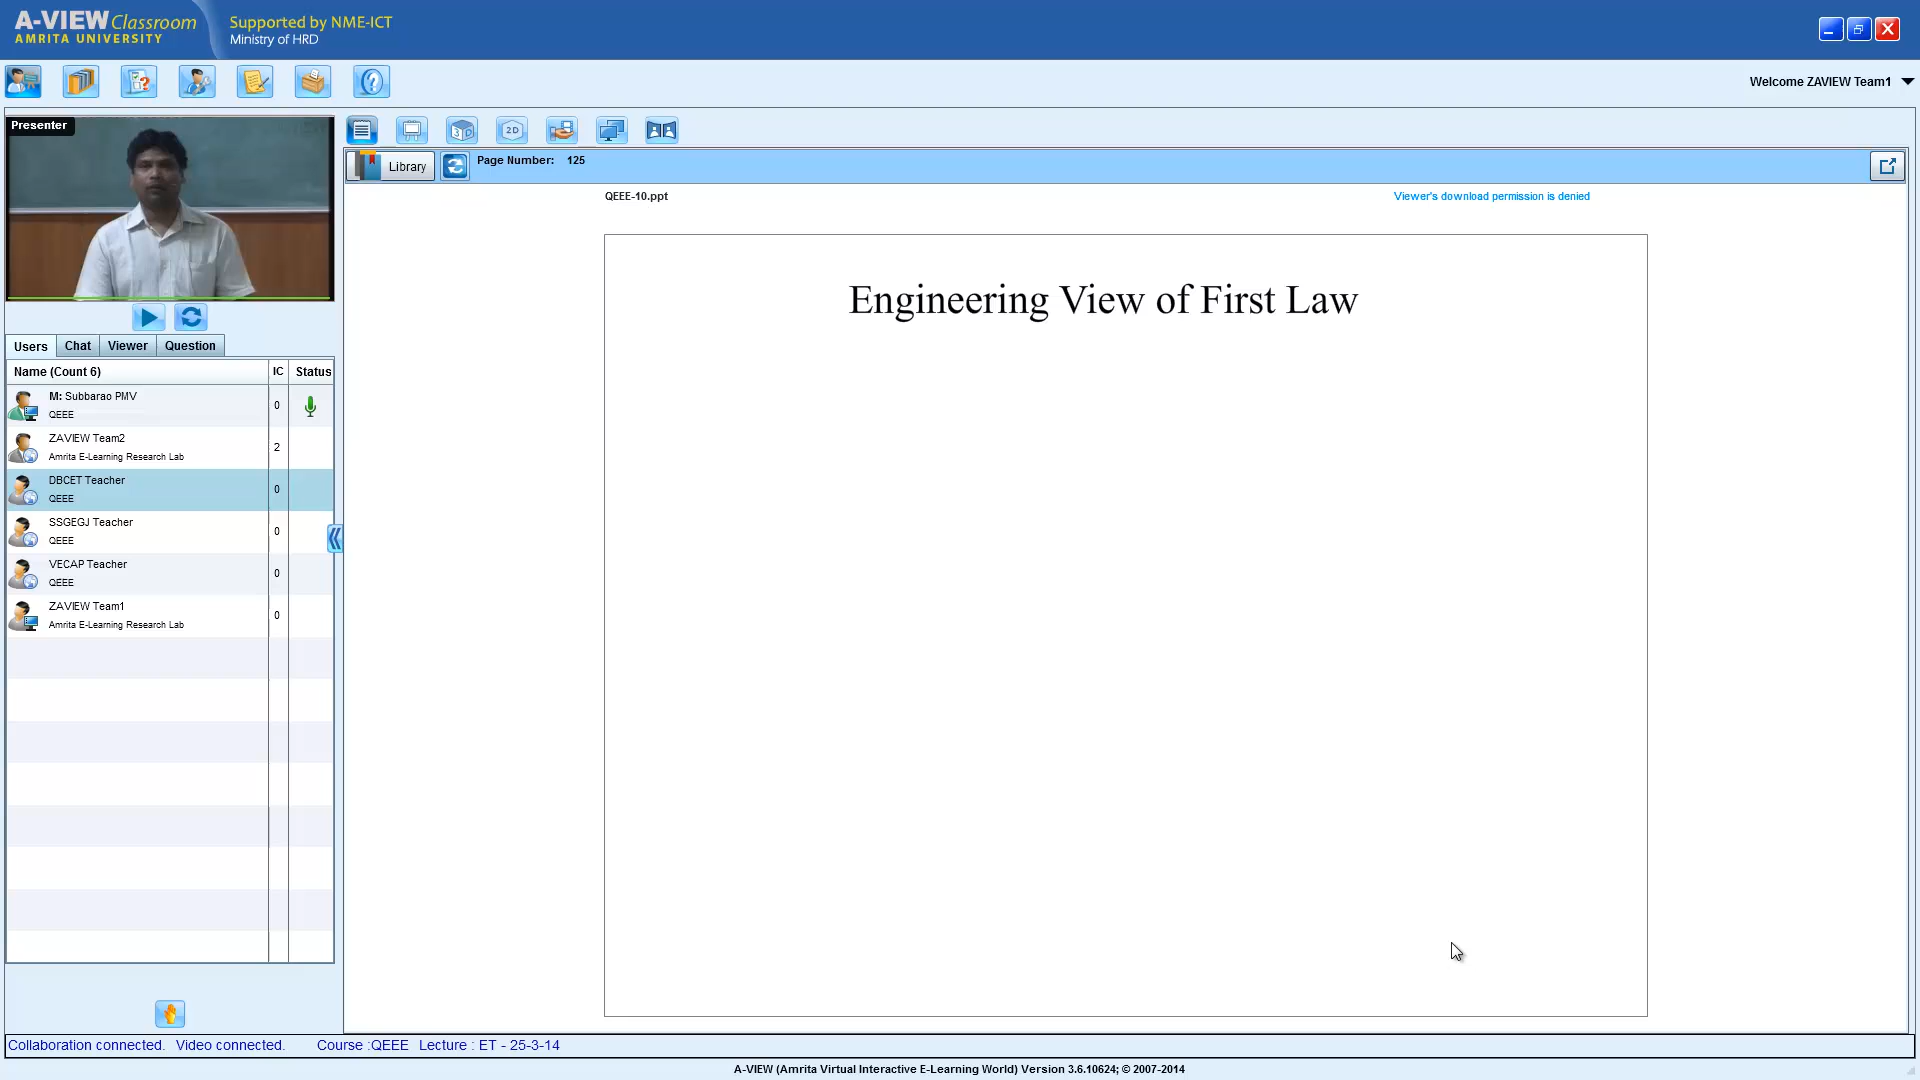 A-VIEW Classroom
AMRITA UNIVERSITY
Supported by NME-ICT
Ministry of HRD
Welcome ZAVIEW Team1
Presenter
3D
2D
Library
Page Number: 125
QEEE-10.ppt
Viewer's download permission is denied
Engineering View of First Law
Users Chat Viewer Question
Name (Count 6) IC Status
M: Subbarao PMV
QEEE
0
ZAVIEW Team2
Amrita E-Learning Research Lab
2
DBCET Teacher
QEEE
0
SSGEGJ Teacher
QEEE
0
VECAP Teacher
QEEE
0
ZAVIEW Team1
Amrita E-Learning Research Lab
0
Collaboration connected. Video connected. Course :QEEE Lecture : ET - 25-3-14
A-VIEW (Amrita Virtual Interactive E-Learning World) Version 3.6.10624; © 2007-2014